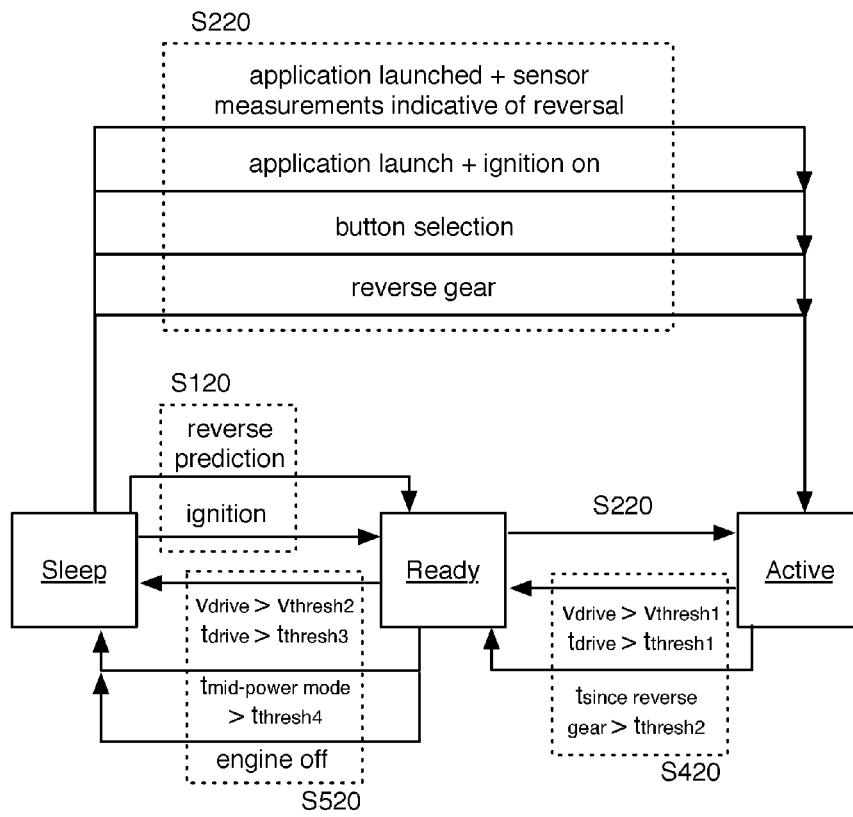 S220
application launched + sensor
measurements indicative of reversal
application launch + ignition on
button selection
reverse gear
S120
reverse
prediction
ignition
S220
Sleep
Ready
Active
vdrive > vthresh2
tdrive > tthresh3
vdrive > vthresh1
tdrive > tthresh1
tmid-power mode
> tthresh4
tsince reverse
gear > tthresh2
engine off
S420
S520